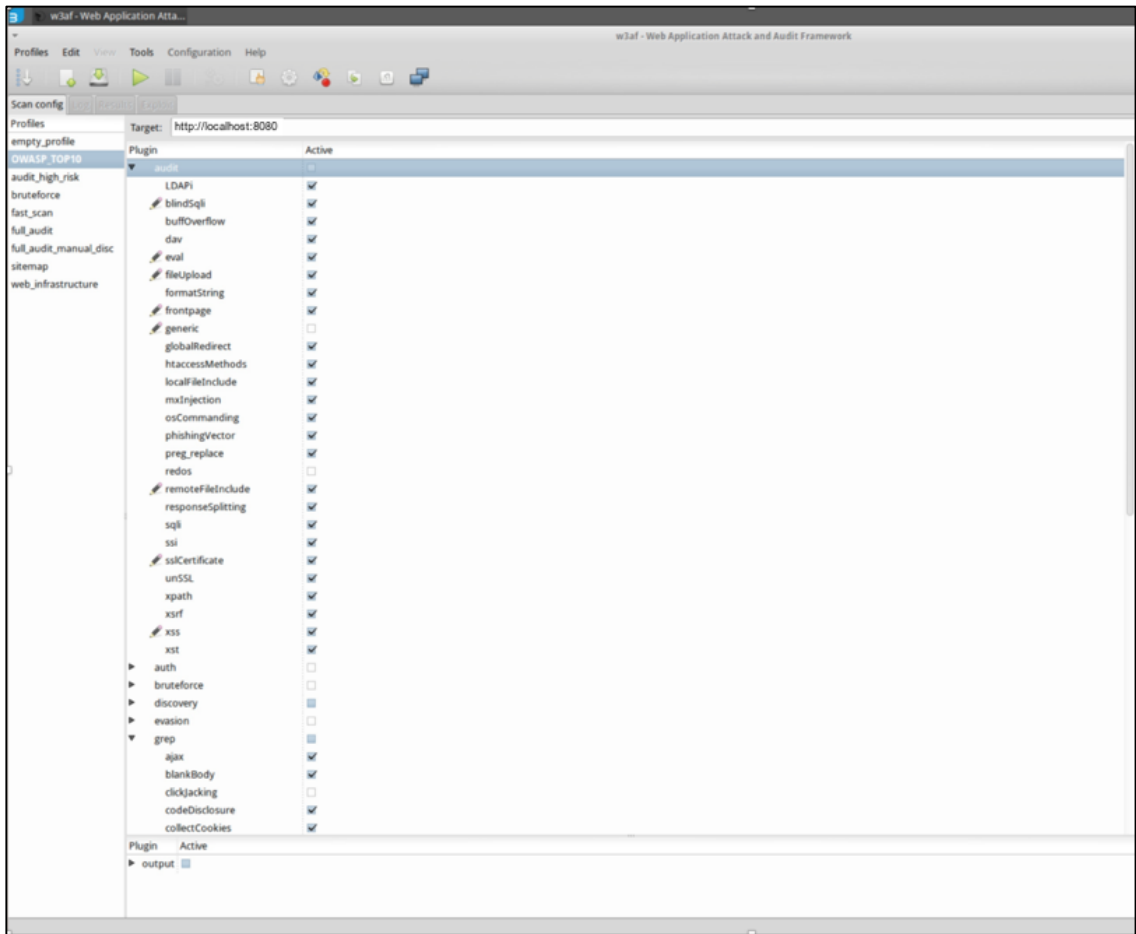 w3af - Web Application Atta...
w3af - Web Application Attack and Audit Framework
Profiles Edit View Tools Configuration Help
Scan config Log Results Exploit
Profiles
Target: http://localhost:8080
empty_profile
OWASP_TOP10
audit_high_risk
bruteforce
fast_scan
full_audit
full_audit_manual_disc
sitemap
web_infrastructure
Plugin Active
audit
LDAPi
blindSqli
buffOverflow
dav
eval
fileUpload
formatString
frontpage
generic
globalRedirect
htaccessMethods
localFileInclude
mxInjection
osCommanding
phishingVector
preg_replace
redos
remoteFileInclude
responseSplitting
sqli
ssi
sslCertificate
unSSL
xpath
xsrf
xss
xst
auth
bruteforce
discovery
evasion
grep
ajax
blankBody
clickJacking
codeDisclosure
collectCookies
Plugin Active
output